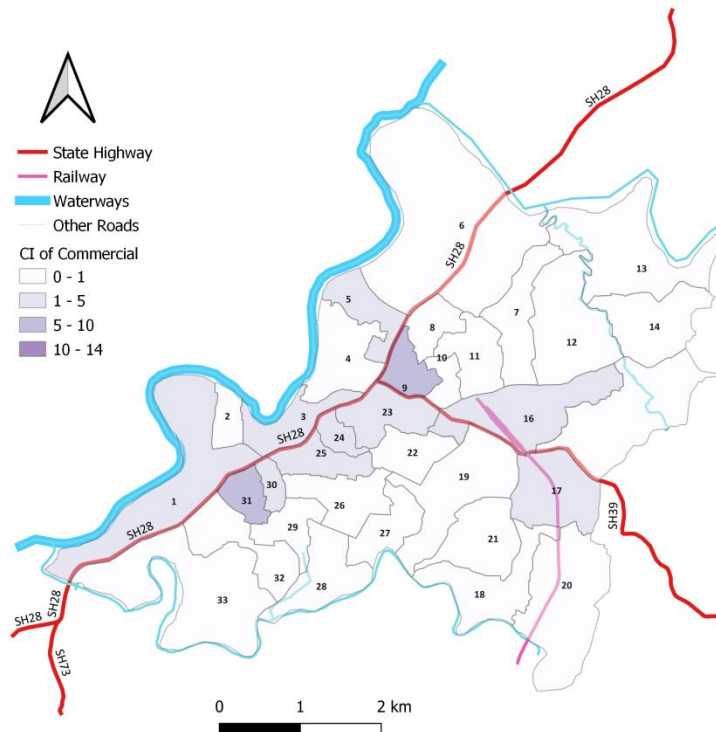 SH28
State Highway
Railway
Waterways
Other Roads
CI of Commercial
0 - 1
1 - 5
5 - 10
10 - 14
6
SH28
13
5
7
8
14
4
10
11
12
9
2
3
23
16
SH28
24
25
22
30
19
17
1
31
26
SH39
SH28
29
27
21
32
28
20
33
18
SH28
SH28
SH73
0 1 2 km